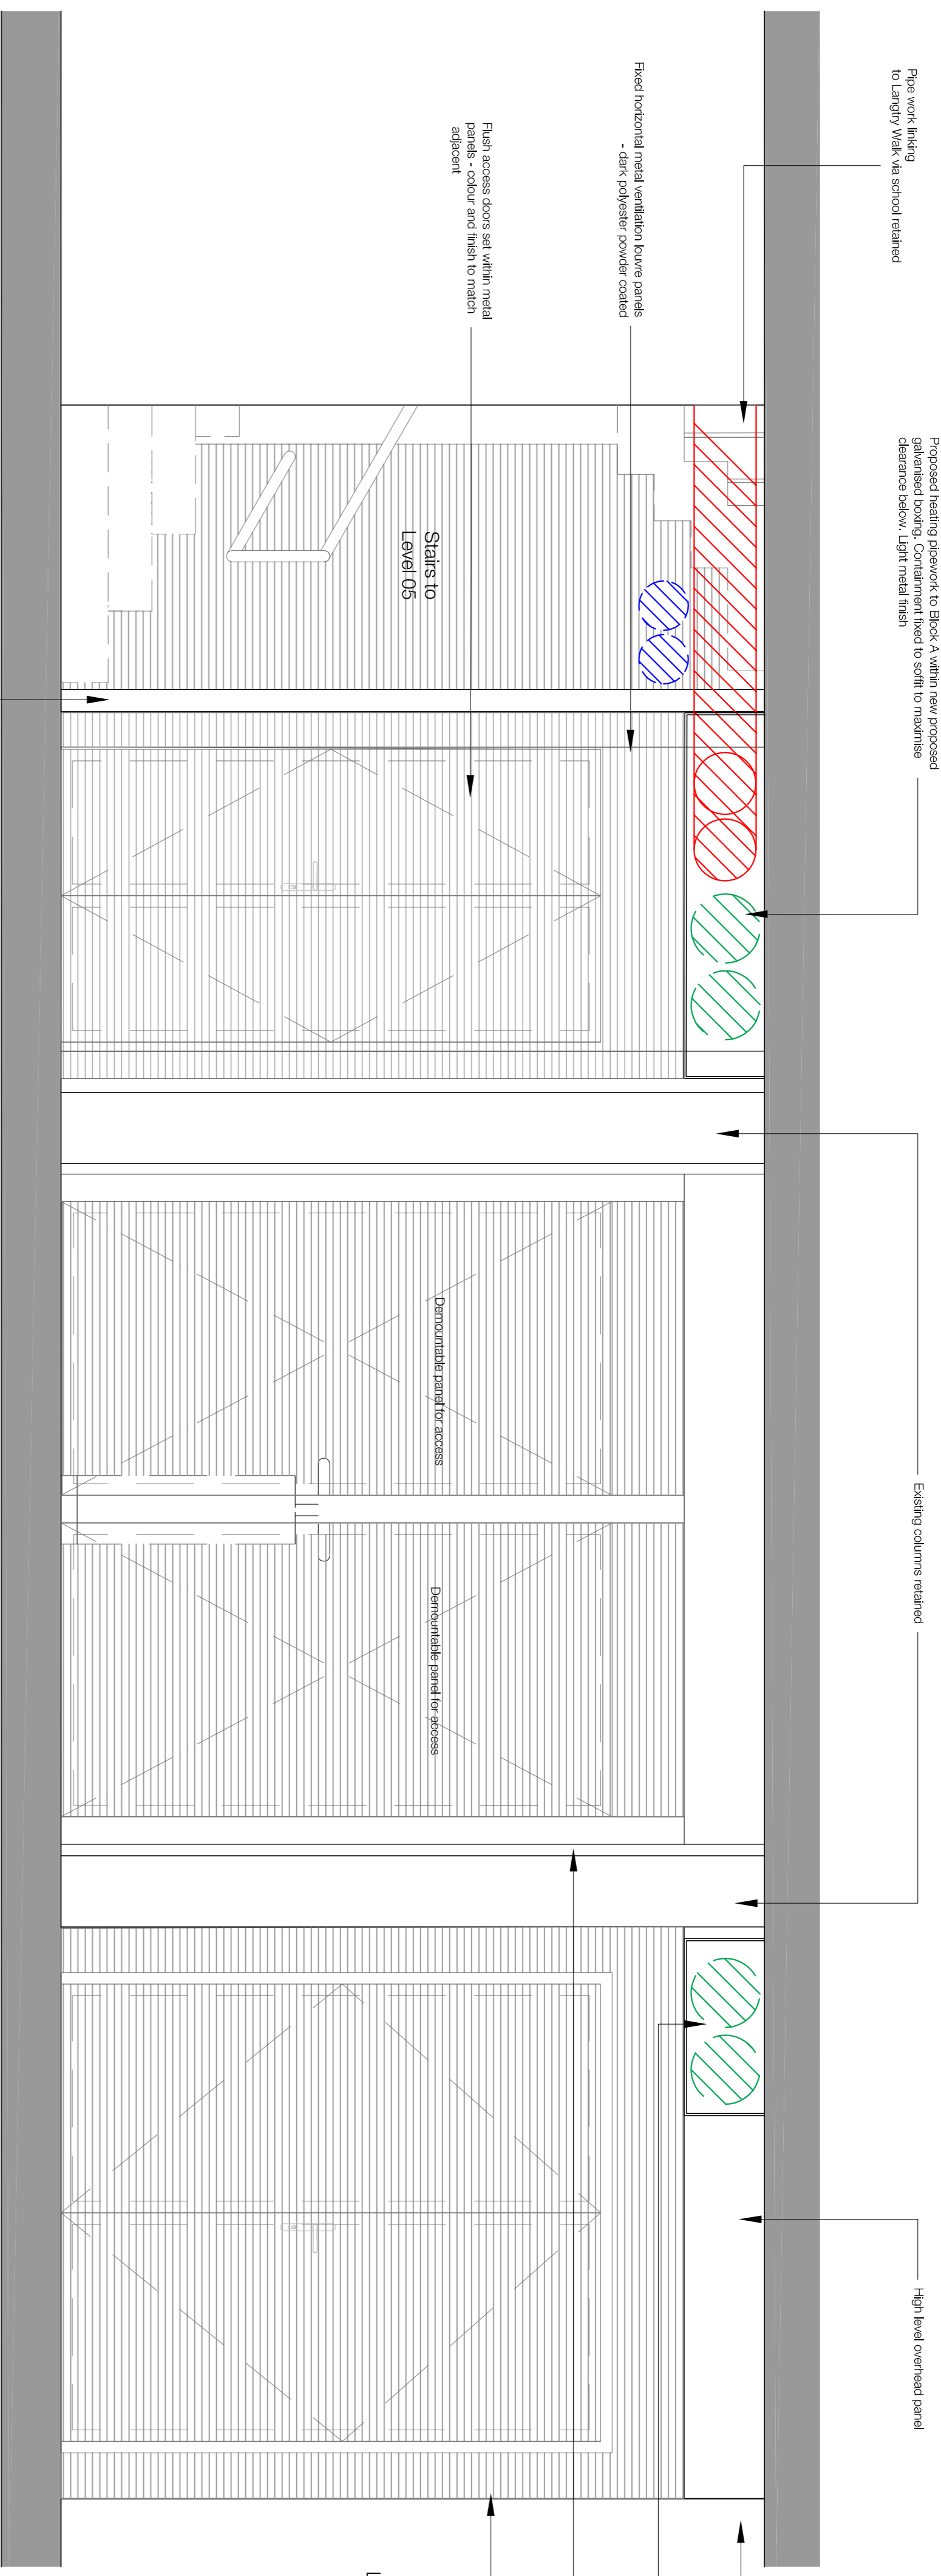 Pipe work linking
to Langtry Walk via school retained
Proposed heating pipework to Block A within new proposed
galvanised boxing. Containment fixed to soffit to maximise
clearance below. Light metal finish
Existing columns retained
High level overhead panel
Fixed horizontal metal ventilation louvre panels
- dark polyester powder coated
Flush access doors set within metal
panels - colour and finish to match
adjacent
Stairs to
Level 05
Demountable panel for access
Demountable panel for access
L